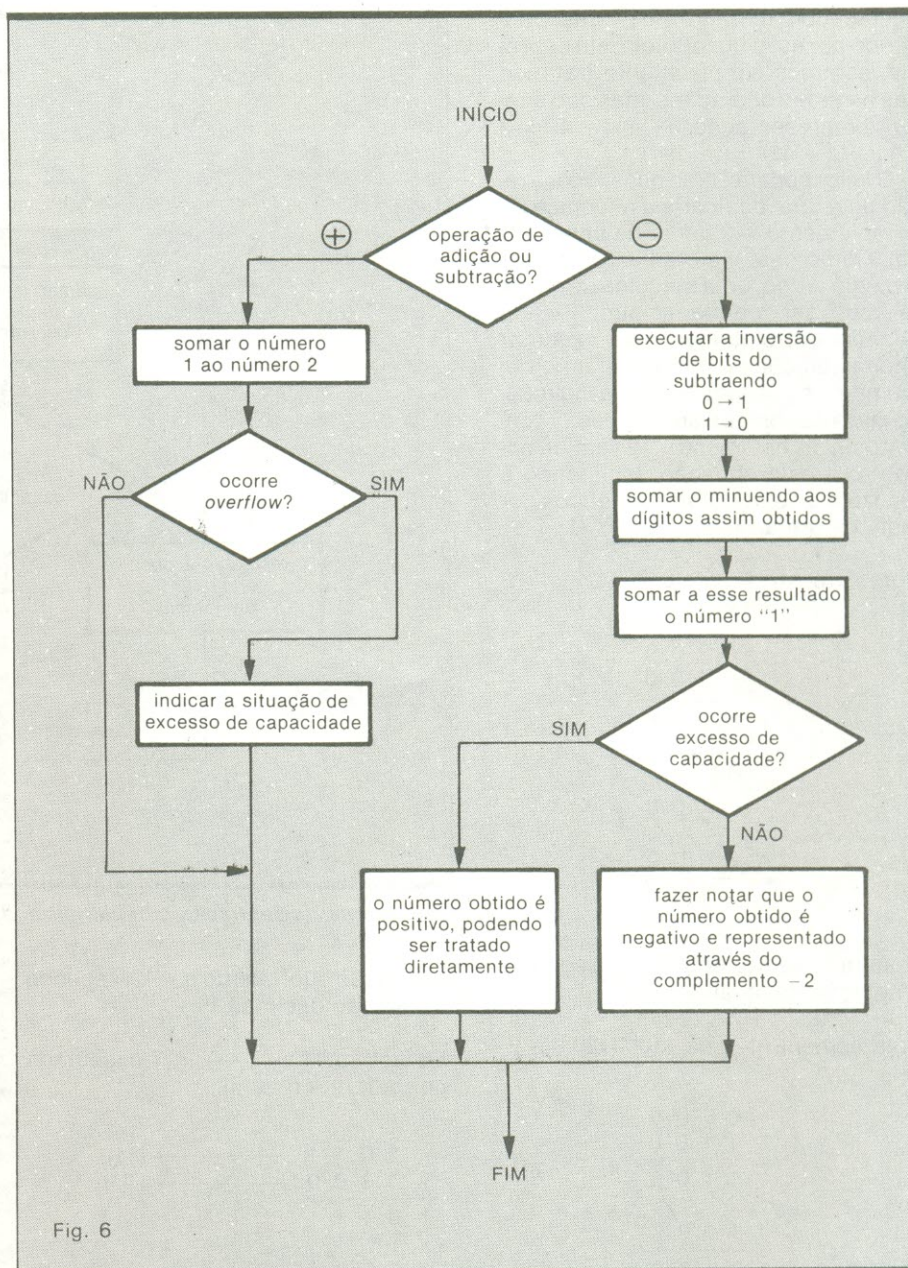 INÍCIO
operação de
adição ou
subtração?
⊕
⊖
somar o número
1 ao número 2
ocorre
overflow?
NÃO
SIM
indicar a situação de
excesso de capacidade
executar a inversão
de bits do
subtraendo
0 → 1
1 → 0
somar o minuendo aos
dígitos assim obtidos
somar a esse resultado
o número "1"
ocorre
excesso de
capacidade?
SIM
NÃO
o número obtido é
positivo, podendo
ser tratado
diretamente
fazer notar que o
número obtido é
negativo e representado
através do
complemento −2
FIM
Fig. 6